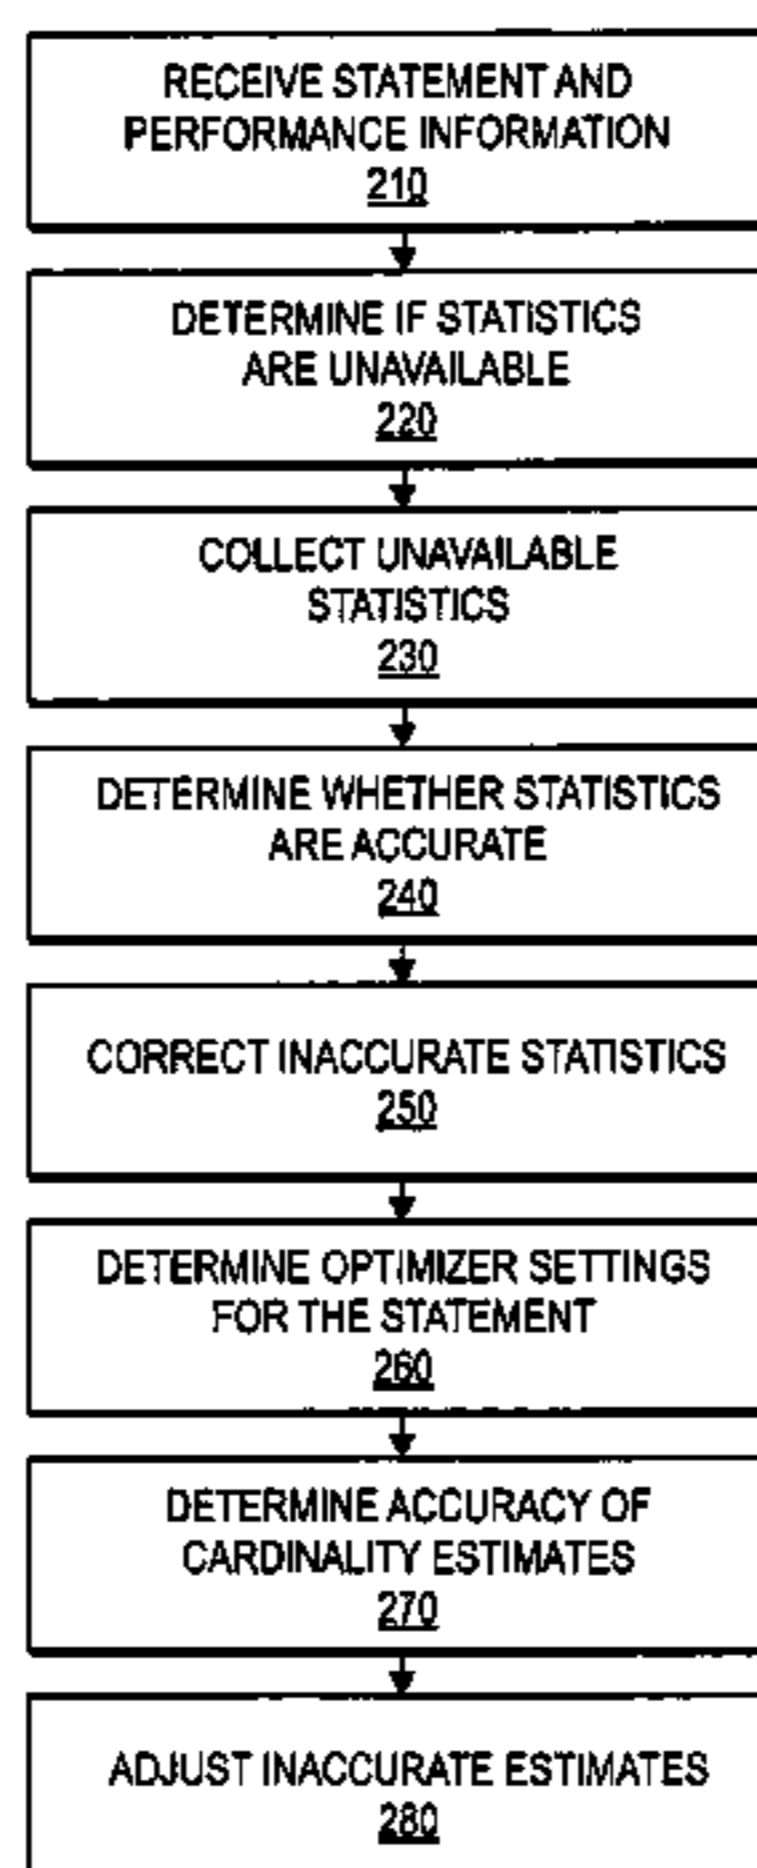 RECEIVE STATEMENT AND
PERFORMANCE INFORMATION
210
DETERMINE IF STATISTICS
ARE UNAVAILABLE
220
COLLECT UNAVAILABLE
STATISTICS
230
DETERMINE WHETHER STATISTICS
ARE ACCURATE
240
CORRECT INACCURATE STATISTICS
250
DETERMINE OPTIMIZER SETTINGS
FOR THE STATEMENT
260
DETERMINE ACCURACY OF
CARDINALITY ESTIMATES
270
ADJUST INACCURATE ESTIMATES
280